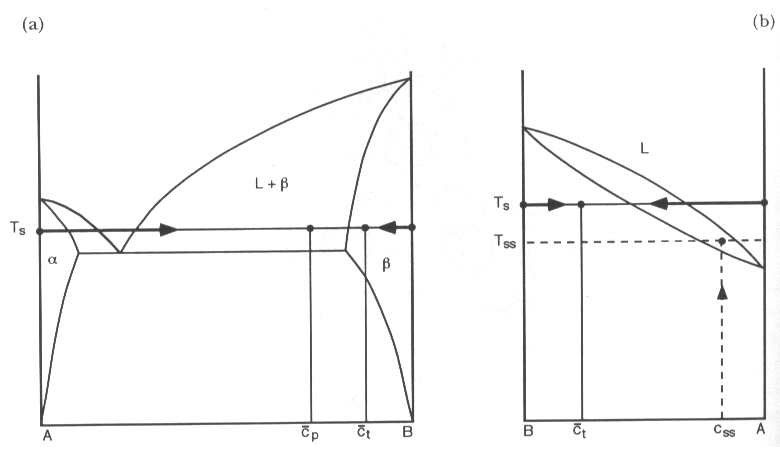 (a)
(b)
L
L + β
T_s
α
β
A
c̄_p
c̄_t
B
T_s
T_ss
B
c̄_t
c_ss
A